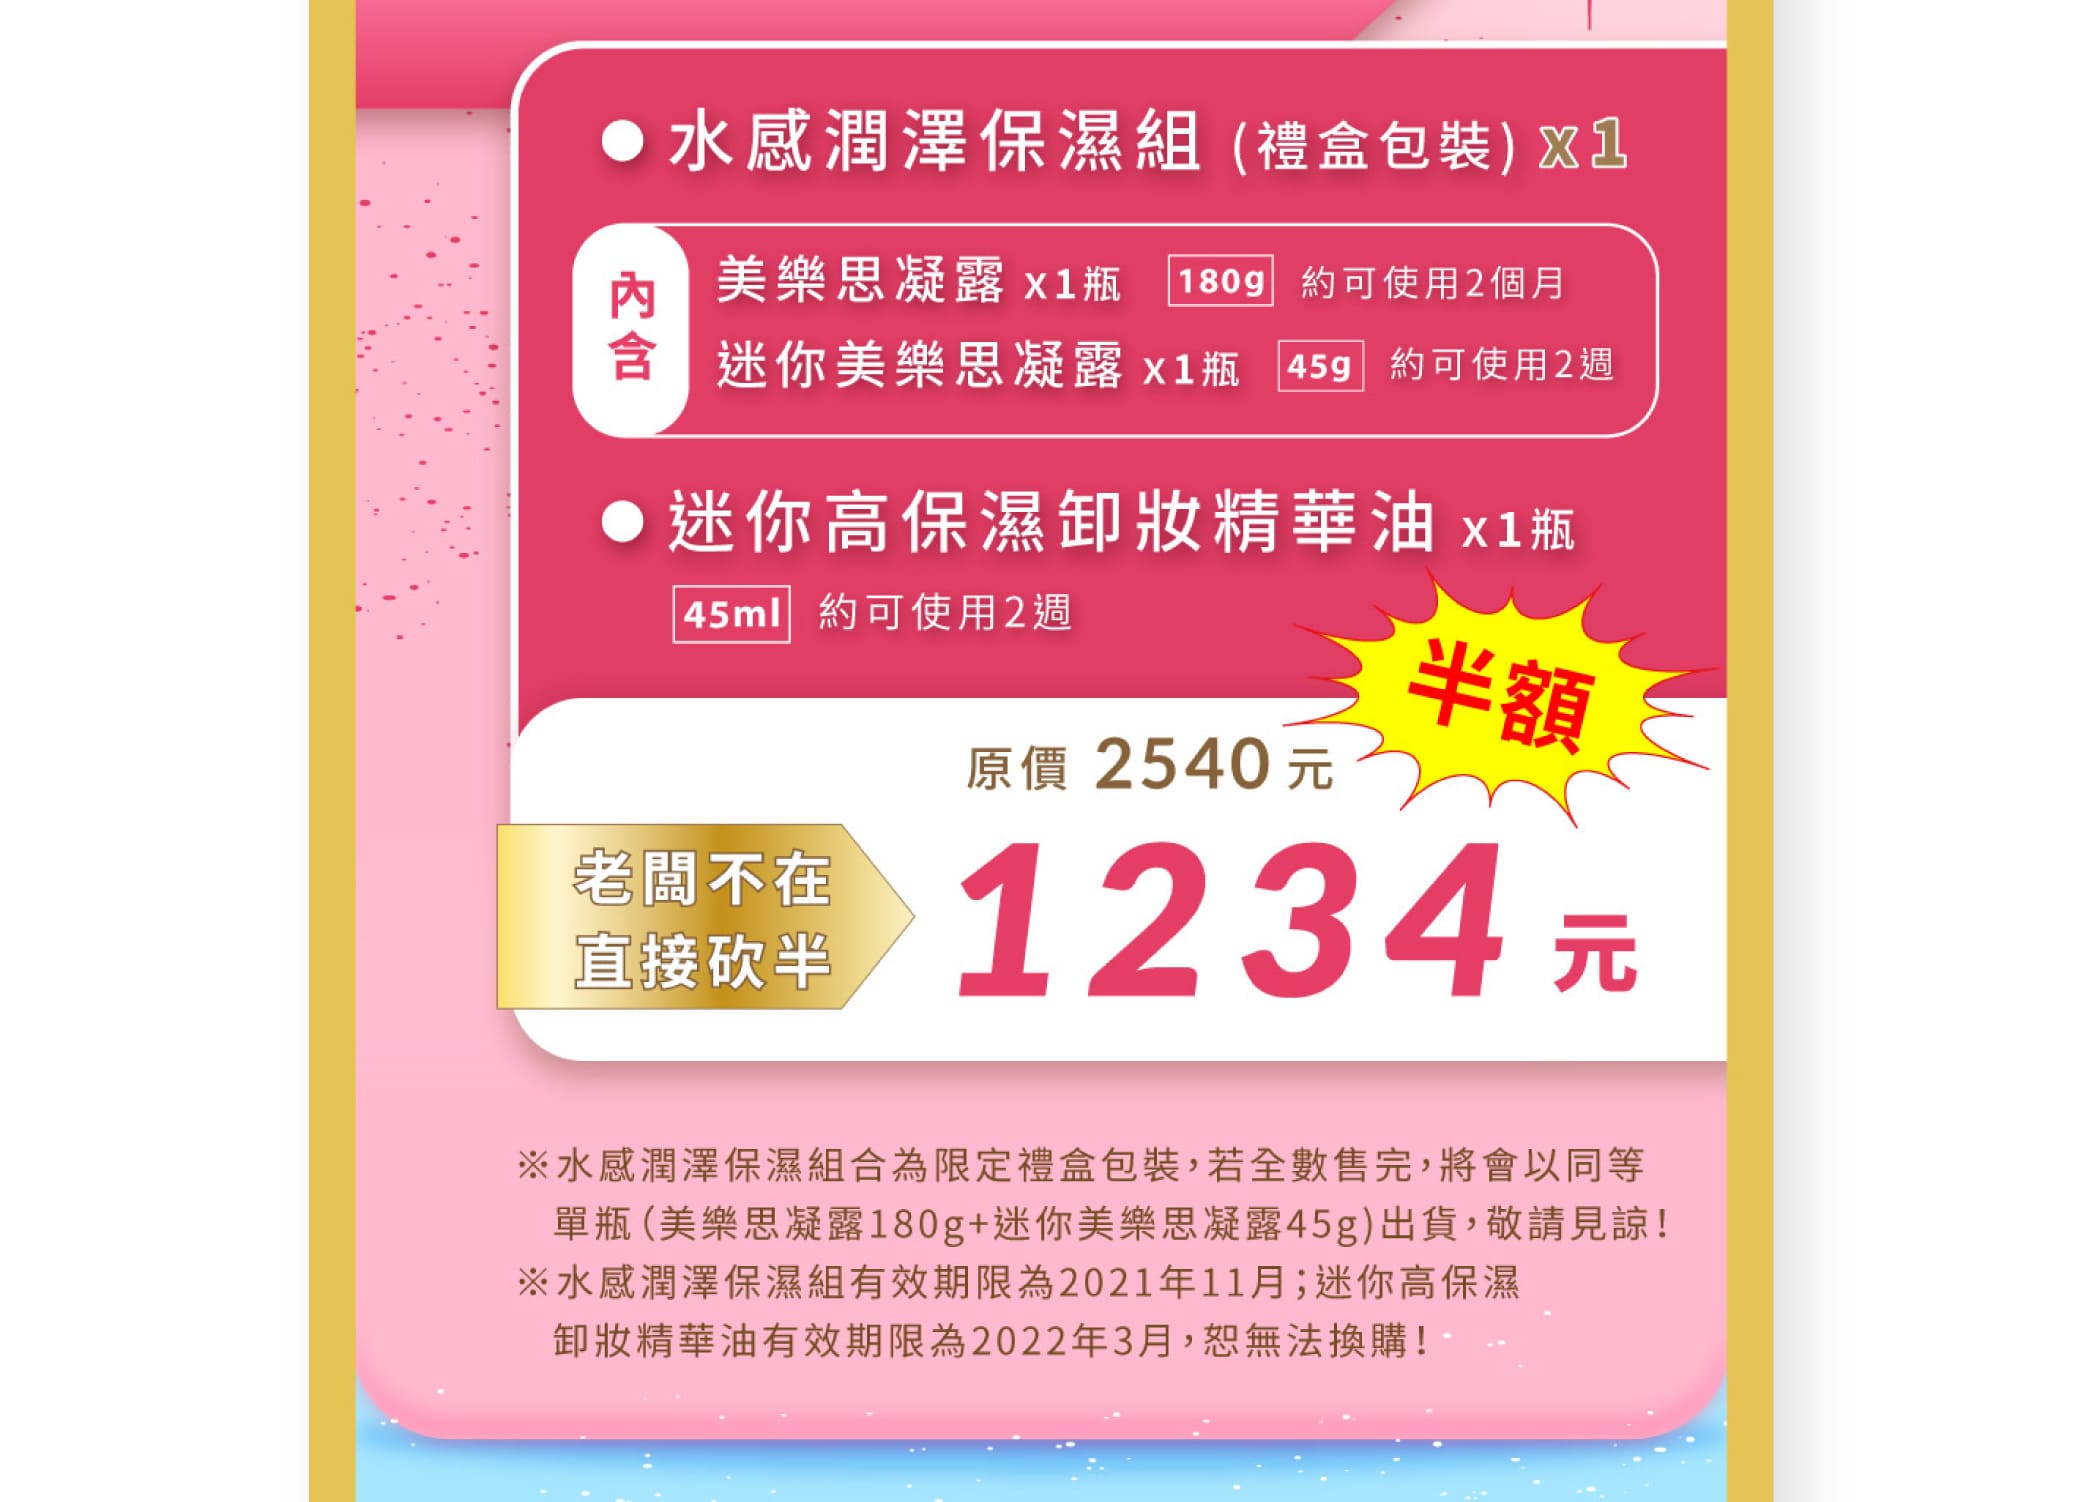 ●水感潤澤保濕組(禮盒包裝)x1
內含
美樂思凝露x1瓶 180g 約可使用2個月
迷你美樂思凝露x1瓶 45g 約可使用2週
●迷你高保濕卸妝精華油x1瓶
45ml 約可使用2週
半額
原價 2540元
老闆不在
直接砍半
1234元
※水感潤澤保濕組合為限定禮盒包裝,若全數售完,將會以同等
單瓶(美樂思凝露180g+迷你美樂思凝露45g)出貨,敬請見諒!
※水感潤澤保濕組有效期限為2021年11月;迷你高保濕
卸妝精華油有效期限為2022年3月,恕無法換購!